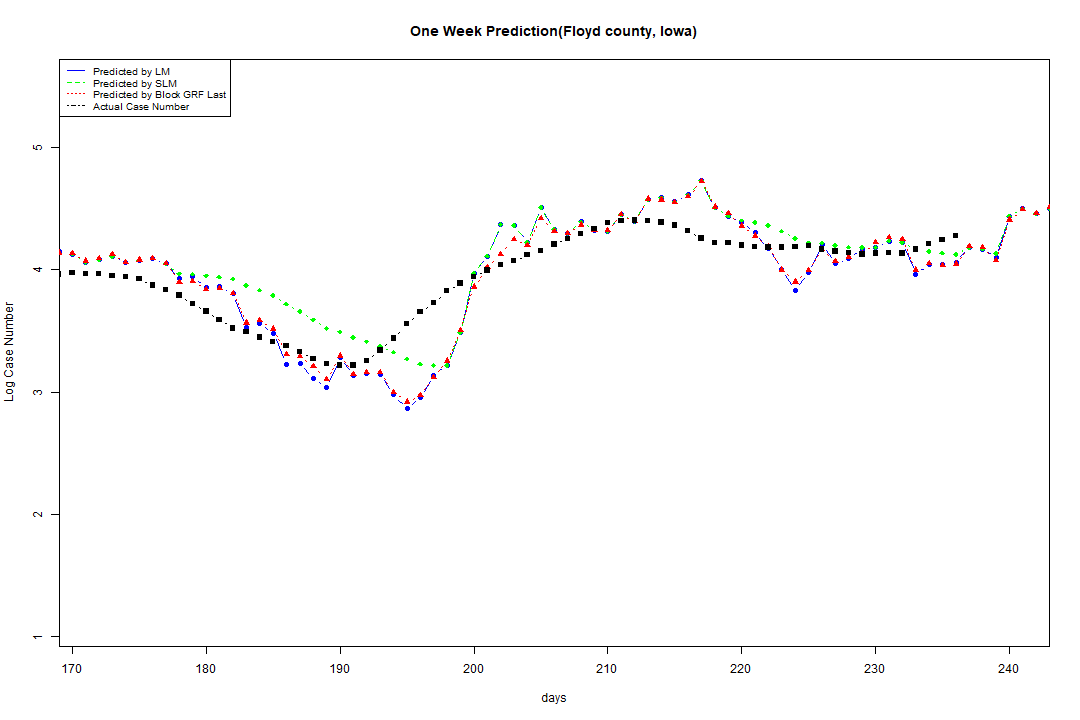 One Week Prediction(Floyd county, Iowa)
Predicted by LM
Predicted by SLM
Predicted by Block GRF Last
Actual Case Number
5
4
3
2
1
Log Case Number
170 180 190 200 210 220 230 240
days